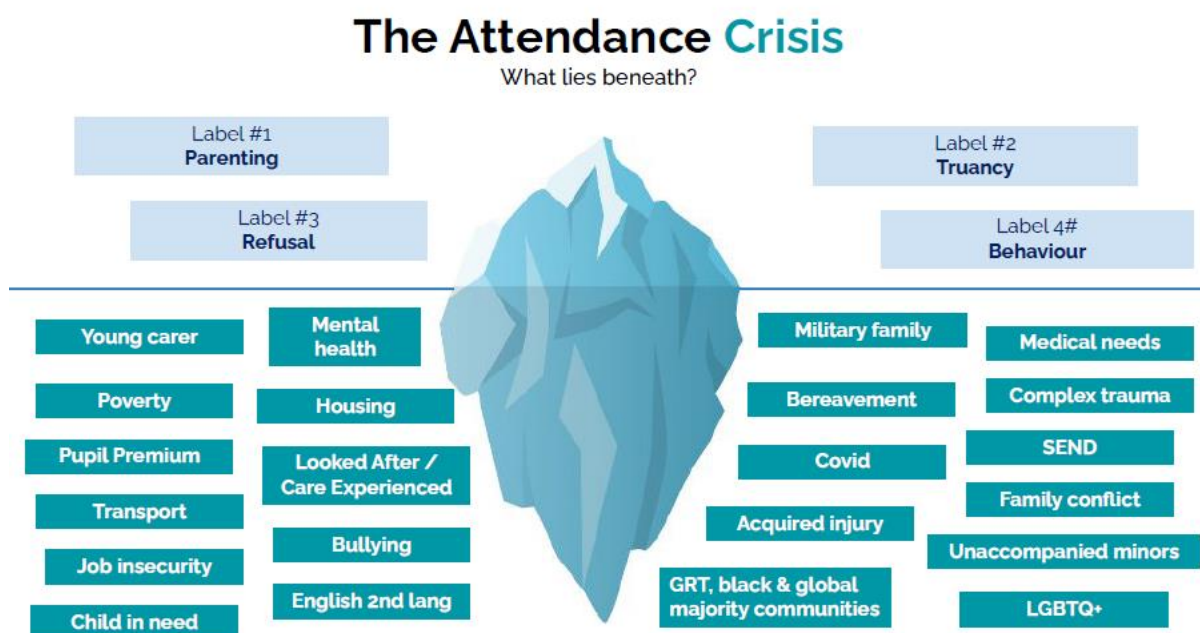 The Attendance Crisis
What lies beneath?
Label #1
Parenting
Label #2
Truancy
Label #3
Refusal
Label 4#
Behaviour
Young carer
Mental
health
Poverty
Housing
Pupil Premium
Looked After /
Care Experienced
Transport
Bullying
Job insecurity
English 2nd lang
Child in need
Military family
Medical needs
Bereavement
Complex trauma
Covid
SEND
Family conflict
Acquired injury
Unaccompanied minors
GRT, black & global
majority communities
LGBTQ+